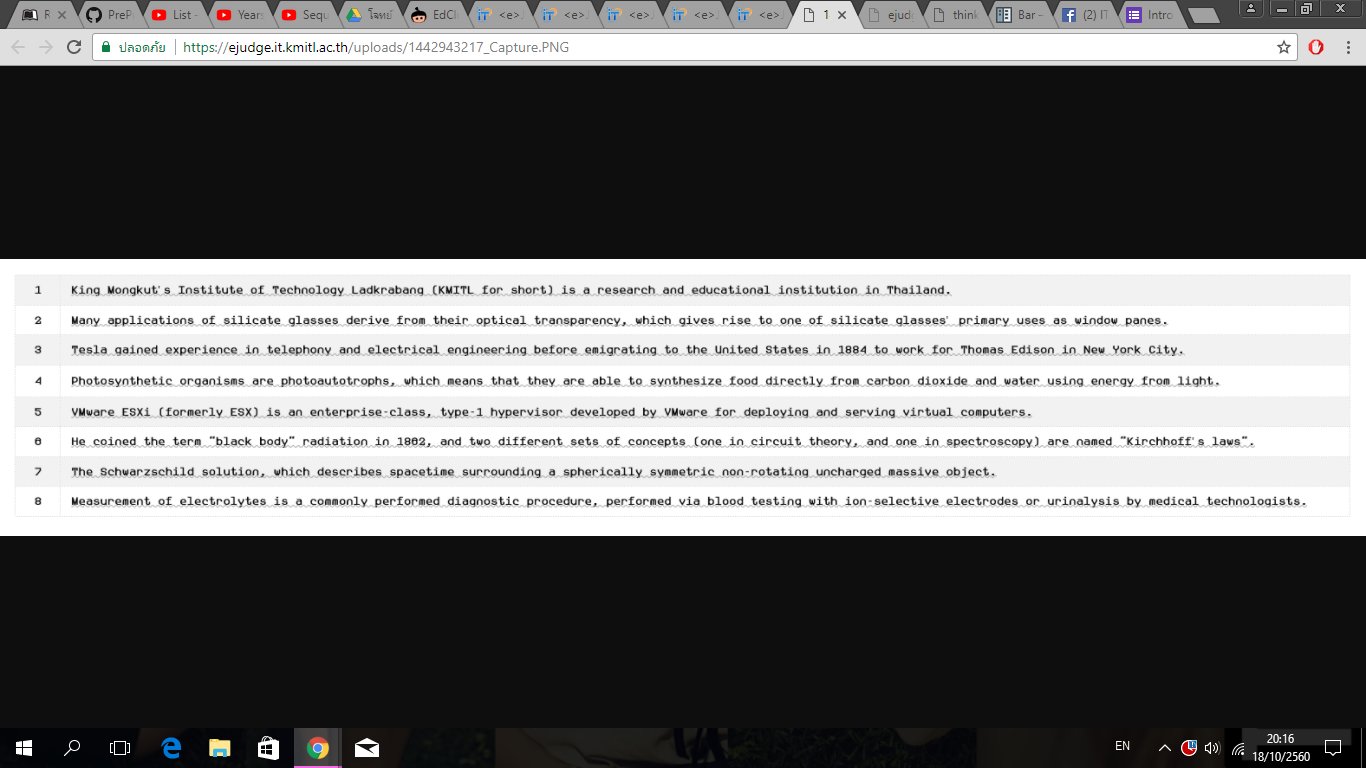 R
PreP
List -
Years
Sequ
โจทย์
EdCl
<e>
<e>
<e>
<e>
<e>
1
ejudg
think
Bar –
(2) IT
Intro
ปลอดภัย https://ejudge.it.kmitl.ac.th/uploads/1442943217_Capture.PNG
1 King Mongkut's Institute of Technology Ladkrabang (KMITL for short) is a research and educational institution in Thailand.
2 Many applications of silicate glasses derive from their optical transparency, which gives rise to one of silicate glasses' primary uses as window panes.
3 Tesla gained experience in telephony and electrical engineering before emigrating to the United States in 1884 to work for Thomas Edison in New York City.
4 Photosynthetic organisms are photoautotrophs, which means that they are able to synthesize food directly from carbon dioxide and water using energy from light.
5 VMware ESXi (formerly ESX) is an enterprise-class, type-1 hypervisor developed by VMware for deploying and serving virtual computers.
6 He coined the term "black body" radiation in 1862, and two different sets of concepts (one in circuit theory, and one in spectroscopy) are named "Kirchhoff's laws".
7 The Schwarzschild solution, which describes spacetime surrounding a spherically symmetric non-rotating uncharged massive object.
8 Measurement of electrolytes is a commonly performed diagnostic procedure, performed via blood testing with ion-selective electrodes or urinalysis by medical technologists.
EN
20:16
18/10/2560